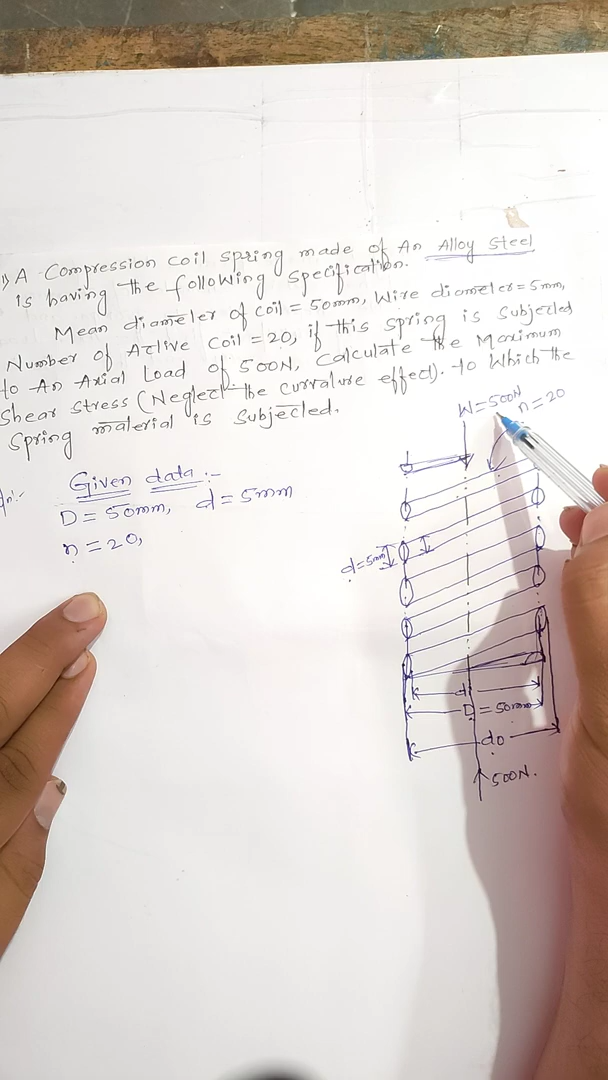 1) A Compression coil spring made of An Alloy Steel
is having the following specification.
Mean diameter of coil = 50mm, Wire diameter = 5mm,
Number of Active coil = 20, if this spring is Subjected
to An Axial Load of 500N, Calculate the Maximum
Shear Stress (Neglect the curvature effect). to Which the
Spring material is Subjected.
W=500N
n=20
Given data :-
D = 50mm, d = 5mm
n = 20,
d=5mm
di
D=50mm
do
500N.